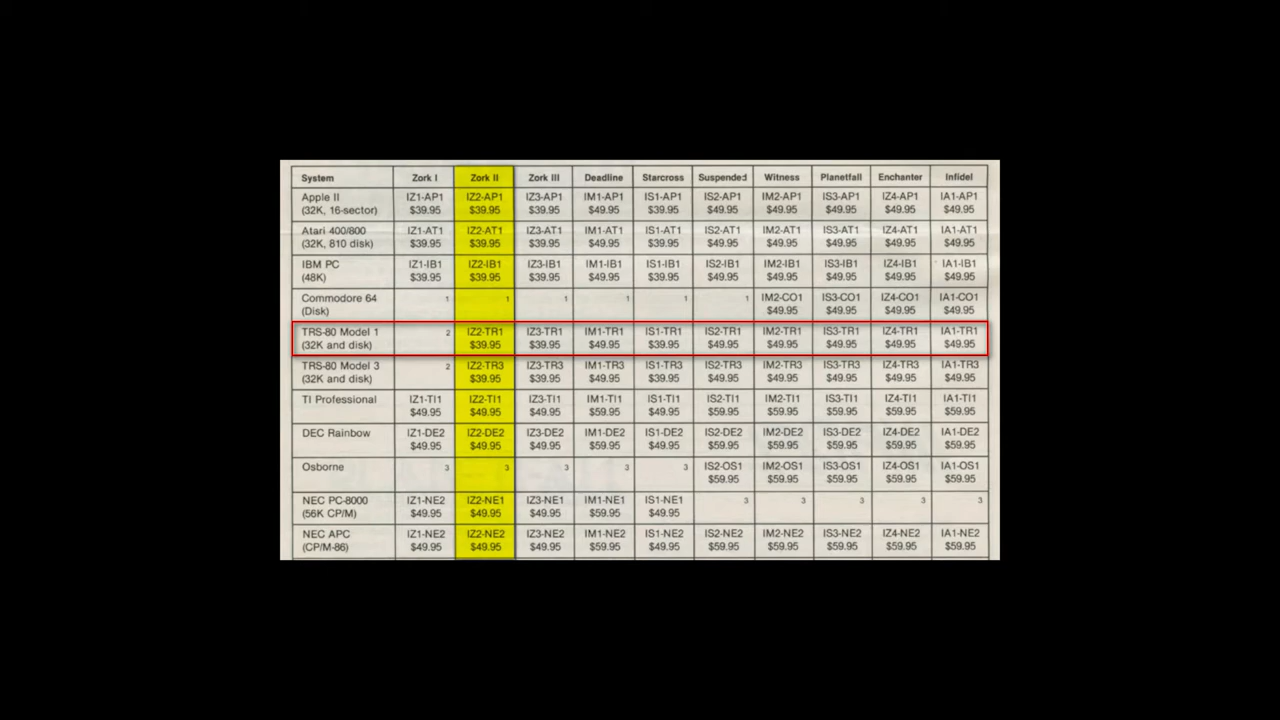 System Zork I Zork II Zork III Deadline Starcross Suspended Witness Planetfall Enchanter Infidel
Apple II IZ1-AP1 IZ2-AP1 IZ3-AP1 IM1-AP1 IS1-AP1 IS2-AP1 IM2-AP1 IS3-AP1 IZ4-AP1 IA1-AP1
(32K, 16-sector) $39.95 $39.95 $39.95 $49.95 $39.95 $49.95 $49.95 $49.95 $49.95 $49.95
Atari 400/800 IZ1-AT1 IZ2-AT1 IZ3-AT1 IM1-AT1 IS1-AT1 IS2-AT1 IM2-AT1 IS3-AT1 IZ4-AT1 IA1-AT1
(32K, 810 disk) $39.95 $39.95 $39.95 $49.95 $39.95 $49.95 $49.95 $49.95 $49.95 $49.95
IBM PC IZ1-IB1 IZ2-IB1 IZ3-IB1 IM1-IB1 IS1-IB1 IS2-IB1 IM2-IB1 IS3-IB1 IZ4-IB1 IA1-IB1
(48K) $39.95 $39.95 $39.95 $49.95 $39.95 $49.95 $49.95 $49.95 $49.95 $49.95
Commodore 64 1 1 1 1 1 1 IM2-CO1 IS3-CO1 IZ4-CO1 IA1-CO1
(Disk) $49.95 $49.95 $49.95 $49.95
TRS-80 Model 1 2 IZ2-TR1 IZ3-TR1 IM1-TR1 IS1-TR1 IS2-TR1 IM2-TR1 IS3-TR1 IZ4-TR1 IA1-TR1
(32K and disk) $39.95 $39.95 $49.95 $39.95 $49.95 $49.95 $49.95 $49.95 $49.95
TRS-80 Model 3 2 IZ2-TR3 IZ3-TR3 IM1-TR3 IS1-TR3 IS2-TR3 IM2-TR3 IS3-TR3 IZ4-TR3 IA1-TR3
(32K and disk) $39.95 $39.95 $49.95 $39.95 $49.95 $49.95 $49.95 $49.95 $49.95
TI Professional IZ1-TI1 IZ2-TI1 IZ3-TI1 IM1-TI1 IS1-TI1 IS2-TI1 IM2-TI1 IS3-TI1 IZ4-TI1 IA1-TI1
$49.95 $49.95 $49.95 $59.95 $49.95 $59.95 $59.95 $59.95 $59.95 $59.95
DEC Rainbow IZ1-DE2 IZ2-DE2 IZ3-DE2 IM1-DE2 IS1-DE2 IS2-DE2 IM2-DE2 IS3-DE2 IZ4-DE2 IA1-DE2
$49.95 $49.95 $49.95 $59.95 $49.95 $59.95 $59.95 $59.95 $59.95 $59.95
Osborne 3 3 3 3 3 IS2-OS1 IM2-OS1 IS3-OS1 IZ4-OS1 IA1-OS1
$59.95 $59.95 $59.95 $59.95 $59.95
NEC PC-8000 IZ1-NE2 IZ2-NE1 IZ3-NE1 IM1-NE1 IS1-NE1 3 3 3 3 3
(56K CP/M) $49.95 $49.95 $49.95 $59.95 $49.95
NEC APC IZ1-NE2 IZ2-NE2 IZ3-NE2 IM1-NE2 IS1-NE2 IS2-NE2 IM2-NE2 IS3-NE2 IZ4-NE2 IA1-NE2
(CP/M-86) $49.95 $49.95 $49.95 $59.95 $49.95 $59.95 $59.95 $59.95 $59.95 $59.95